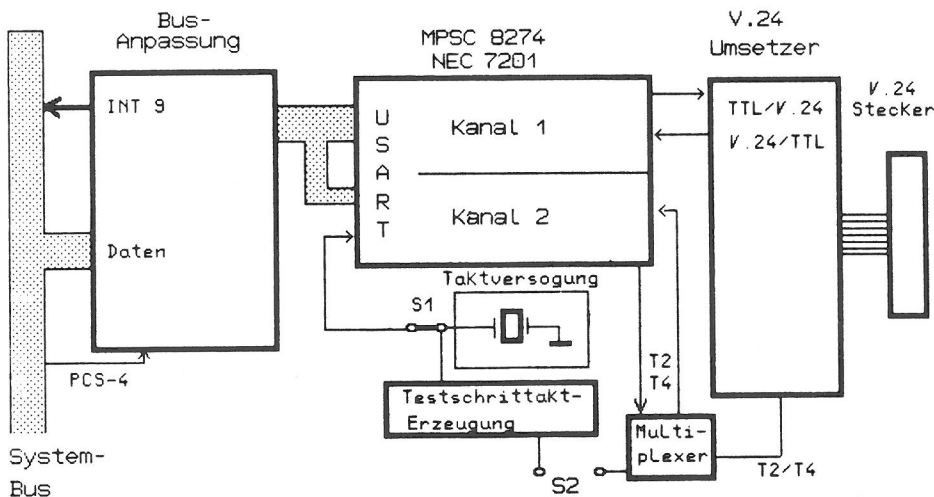 Bus-
Anpassung
MPSC 8274
NEC 7201
V.24
Umsetzer
V.24
Stecker
INT 9
Daten
PCS-4
System-
Bus
USART
Kanal 1
Kanal 2
TTL/V.24
V.24/TTL
Taktversogung
S1
Testschrittakt-
Erzeugung
S2
T2
T4
Multi-
plexer
T2/T4